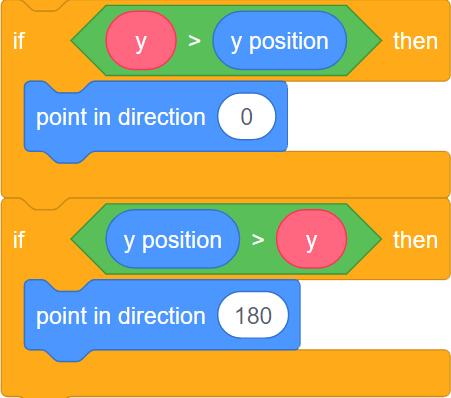 if y > y position then
point in direction 0
if y position > y then
point in direction 180